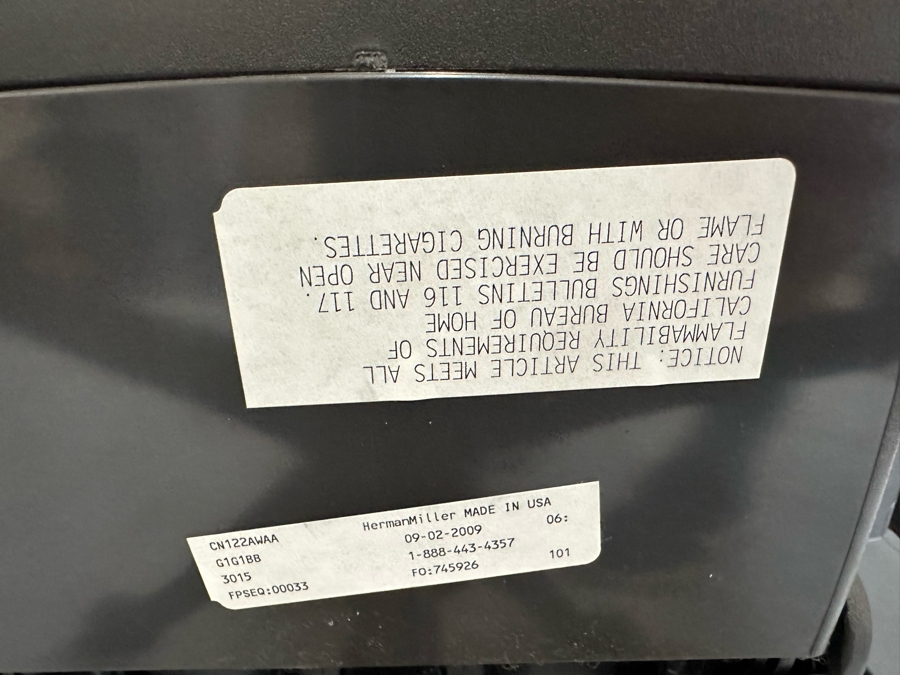 NOTICE: THIS ARTICLE MEETS ALL
FLAMMABILITY REQUIREMENTS OF
CALIFORNIA BUREAU OF HOME
FURNISHINGS BULLETINS 116 AND 117.
CARE SHOULD BE EXERCISED NEAR OPEN
FLAME OR WITH BURNING CIGARETTES.
HermanMiller MADE IN USA
CN122AWAA 09-02-2009 06:
G1G1BB 1-888-443-4357
3015 FO:745926 101
FPSEQ:00033